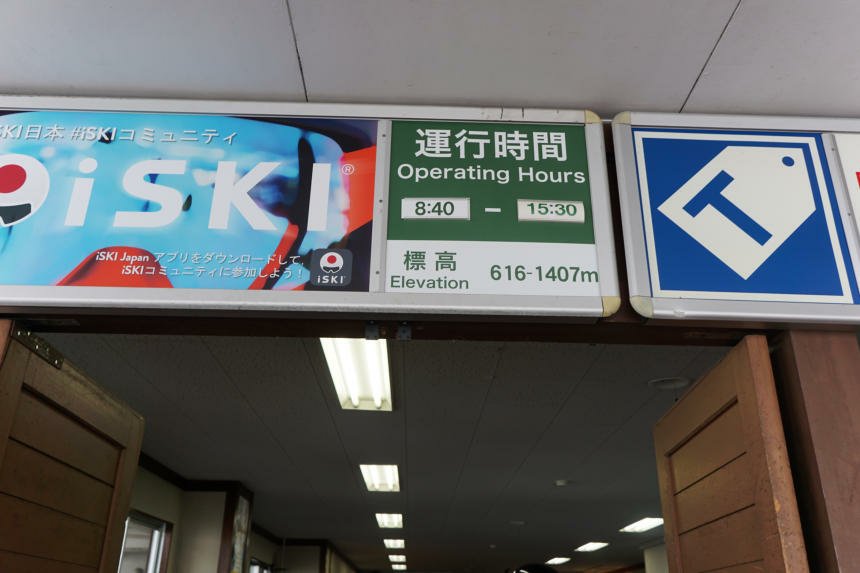 SKI日本 #iSKIコミュニティ
iSKI®
iSKI Japan アプリをダウンロードして,
iSKIコミュニティに参加しよう!
iSKI
運行時間
Operating Hours
8:40 – 15:30
標高 616-1407m
Elevation
T